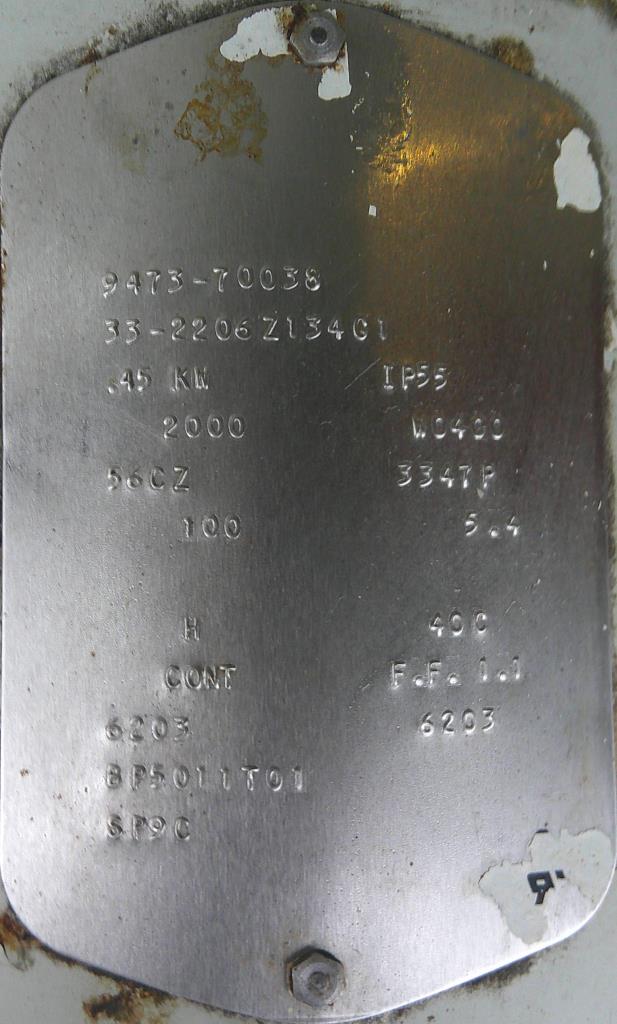 9473-70038
33-2206Z134G1
.45 KW IP55
2000 W0400
56CZ 3347P
100 5.4
H 40C
CONT F.F. 1.1
6203 6203
BP5011T01
SP9C